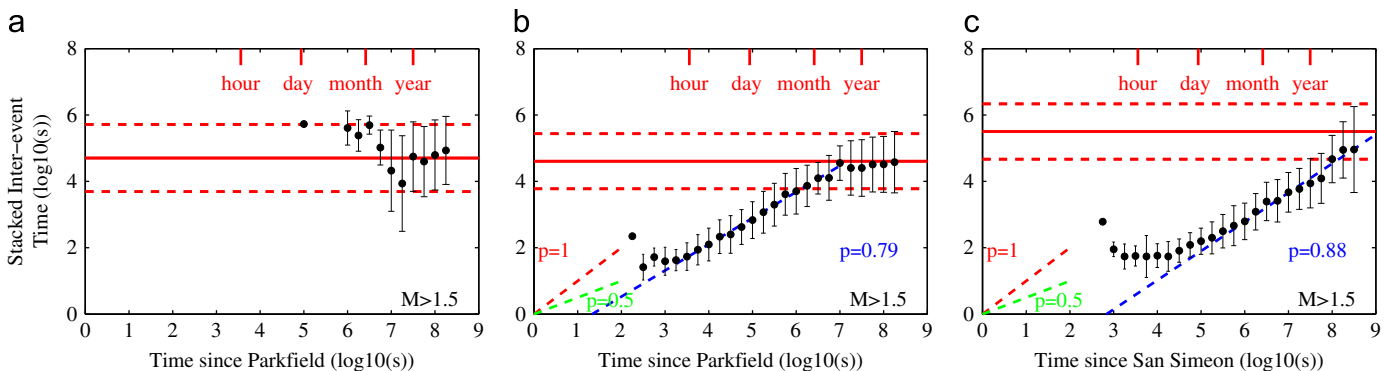 a
b
c
Stacked Inter-event
Time (log10(s))
8
6
4
2
0
hour day month year
M>1.5
0 1 2 3 4 5 6 7 8 9
Time since Parkfield (log10(s))
8
6
4
2
0
hour day month year
p=1
p=0.79
p=0.5
M>1.5
0 1 2 3 4 5 6 7 8 9
Time since Parkfield (log10(s))
8
6
4
2
0
hour day month year
p=1
p=0.88
p=0.5
M>1.5
0 1 2 3 4 5 6 7 8 9
Time since San Simeon (log10(s))